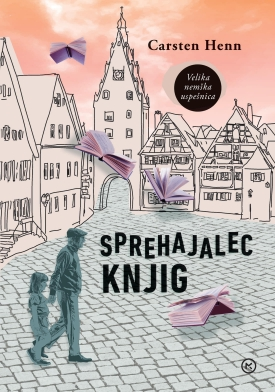 Carsten Henn
Velika
nemška
uspešnica
SPREHAJALEC
KNJIG